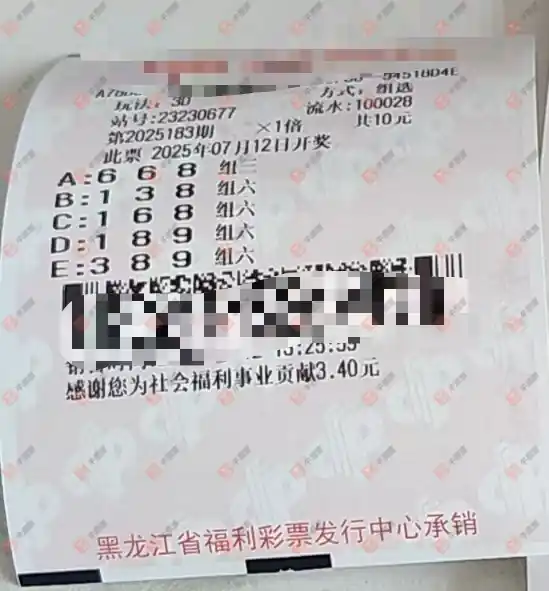 94518D4E
玩法:3D 方式:组选
站号:23230677 流水:100028
第2025183期 ×1倍 共10元
此票 2025年07月12日开奖
A:6 6 8 组三
B:1 3 8 组六
C:1 6 8 组六
D:1 8 9 组六
E:3 8 9 组六
13:25:59
感谢您为社会福利事业贡献3.40元
黑龙江省福利彩票发行中心承销